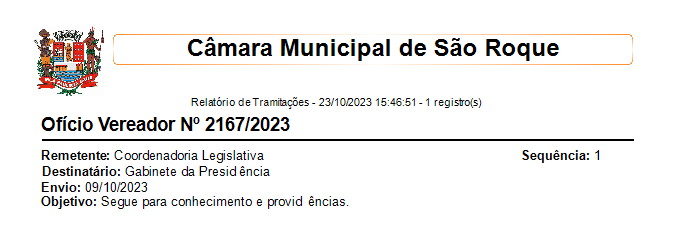 Câmara Municipal de São Roque
Relatório de Tramitações - 23/10/2023 15:46:51 - 1 registro(s)
Ofício Vereador Nº 2167/2023
Remetente: Coordenadoria Legislativa Sequência: 1
Destinatário: Gabinete da Presidência
Envio: 09/10/2023
Objetivo: Segue para conhecimento e providências.